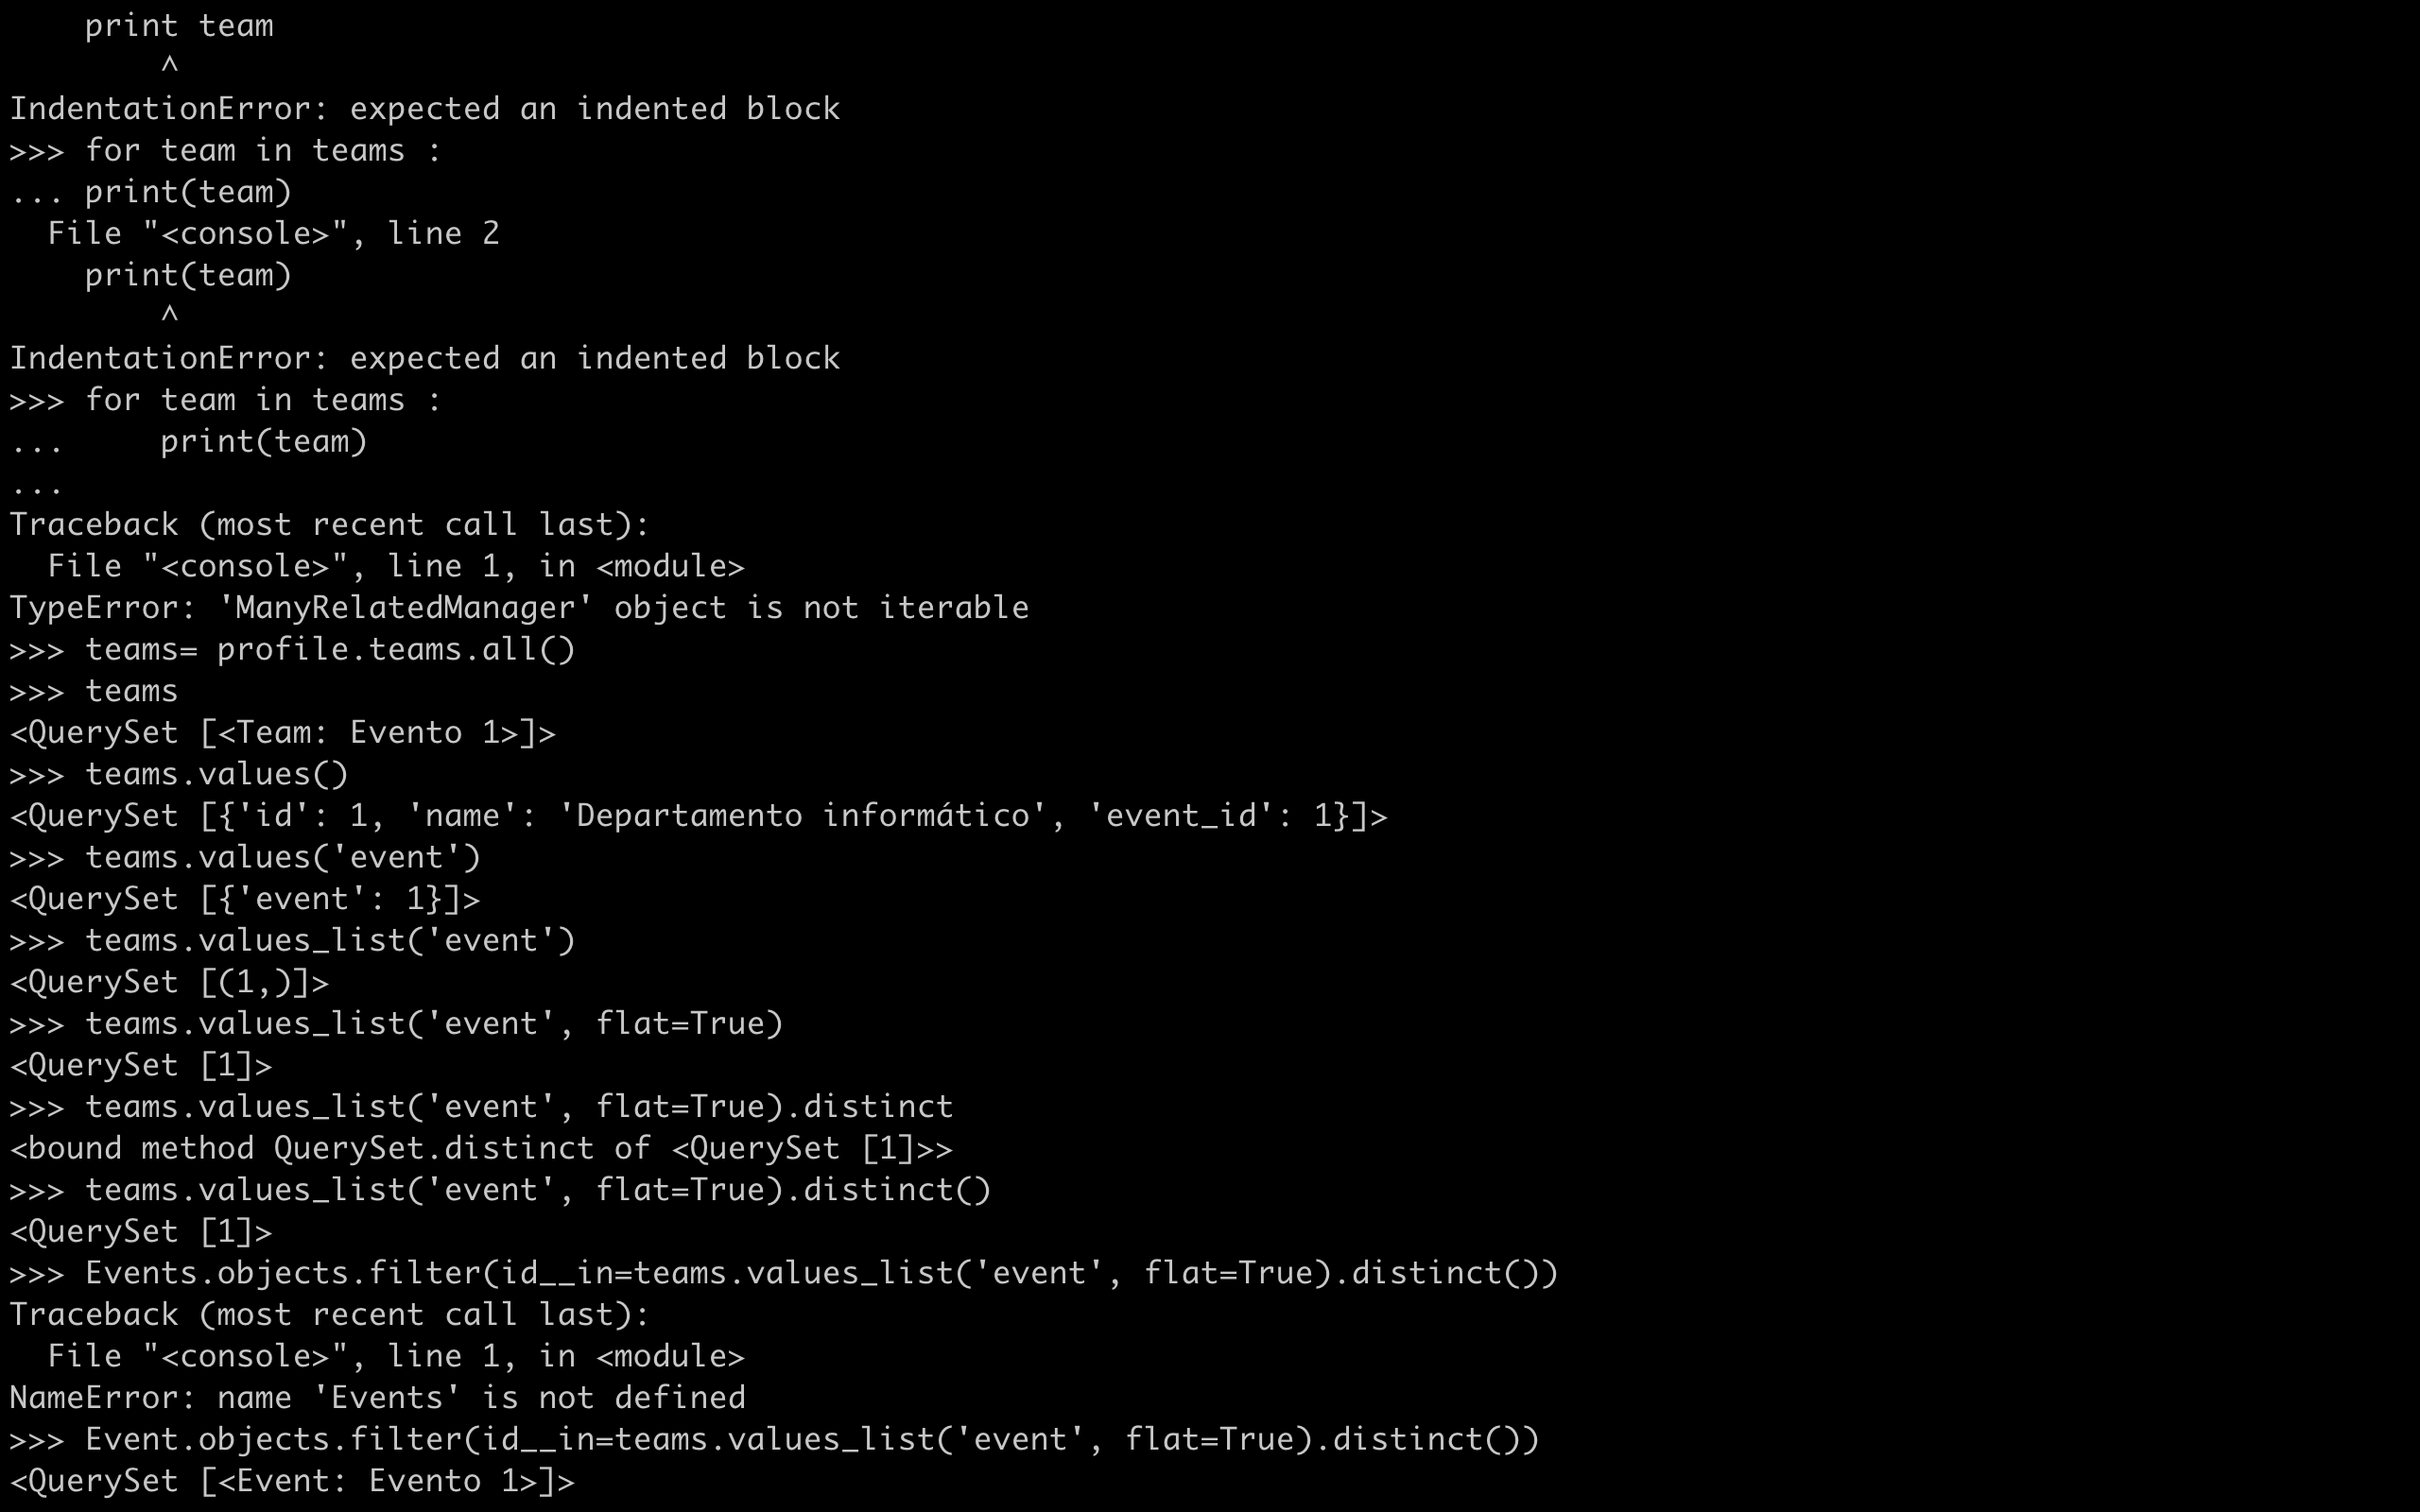 print team
        ^
IndentationError: expected an indented block
>>> for team in teams :
... print(team)
  File "<console>", line 2
    print(team)
        ^
IndentationError: expected an indented block
>>> for team in teams :
...     print(team)
...
Traceback (most recent call last):
  File "<console>", line 1, in <module>
TypeError: 'ManyRelatedManager' object is not iterable
>>> teams= profile.teams.all()
>>> teams
<QuerySet [<Team: Evento 1>]>
>>> teams.values()
<QuerySet [{'id': 1, 'name': 'Departamento informático', 'event_id': 1}]>
>>> teams.values('event')
<QuerySet [{'event': 1}]>
>>> teams.values_list('event')
<QuerySet [(1,)]>
>>> teams.values_list('event', flat=True)
<QuerySet [1]>
>>> teams.values_list('event', flat=True).distinct
<bound method QuerySet.distinct of <QuerySet [1]>>
>>> teams.values_list('event', flat=True).distinct()
<QuerySet [1]>
>>> Events.objects.filter(id__in=teams.values_list('event', flat=True).distinct())
Traceback (most recent call last):
  File "<console>", line 1, in <module>
NameError: name 'Events' is not defined
>>> Event.objects.filter(id__in=teams.values_list('event', flat=True).distinct())
<QuerySet [<Event: Evento 1>]>